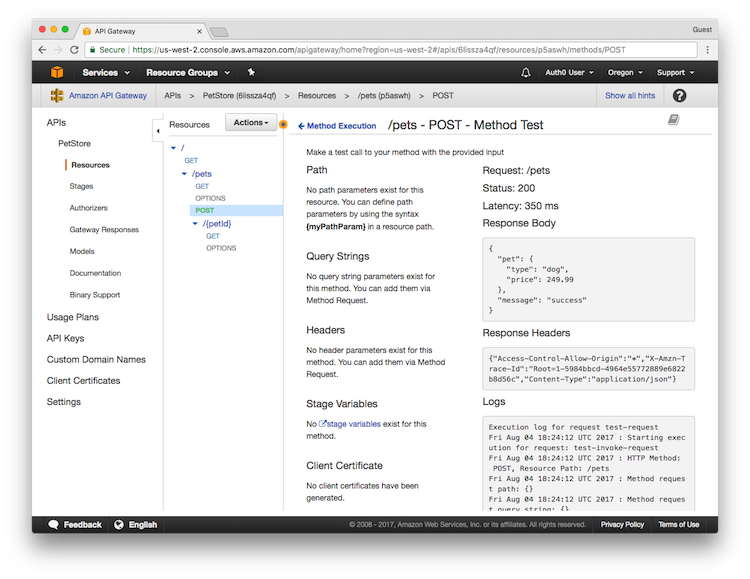 API Gateway
Guest
Secure
https://us-west-2.console.aws.amazon.com/apigateway/home?region=us-west-2#/apis/6lissza4qf/resources/p5aswh/methods/POST
Services
Resource Groups
Auth0 User
Oregon
Support
Amazon API Gateway
APIs > PetStore (6lissza4qf) > Resources > /pets (p5aswh) > POST
Show all hints
?
APIs
PetStore
Resources
Stages
Authorizers
Gateway Responses
Models
Documentation
Binary Support
Usage Plans
API Keys
Custom Domain Names
Client Certificates
Settings
Resources
Actions
/
GET
/pets
GET
OPTIONS
POST
/{petId}
GET
OPTIONS
Method Execution
/pets - POST - Method Test
Make a test call to your method with the provided input
Path
No path parameters exist for this
resource. You can define path
parameters by using the syntax
{myPathParam} in a resource path.
Query Strings
No query string parameters exist for
this method. You can add them via
Method Request.
Headers
No header parameters exist for this
method. You can add them via Method
Request.
Stage Variables
No stage variables exist for this
method.
Client Certificate
No client certificates have been
generated.
Request: /pets
Status: 200
Latency: 350 ms
Response Body
{
"pet": {
"type": "dog",
"price": 249.99
},
"message": "success"
}
Response Headers
{"Access-Control-Allow-Origin":"*","X-Amzn-T
race-Id":"Root=1-5984bbcd-4964e55772889e6822
b8d56c","Content-Type":"application/json"}
Logs
Execution log for request test-request
Fri Aug 04 18:24:12 UTC 2017 : Starting exec
ution for request: test-invoke-request
Fri Aug 04 18:24:12 UTC 2017 : HTTP Method:
POST, Resource Path: /pets
Fri Aug 04 18:24:12 UTC 2017 : Method reques
t path: {}
Fri Aug 04 18:24:12 UTC 2017 : Method reques
t query string: {}
Feedback
English
© 2008 - 2017, Amazon Web Services, Inc. or its affiliates. All rights reserved.
Privacy Policy
Terms of Use